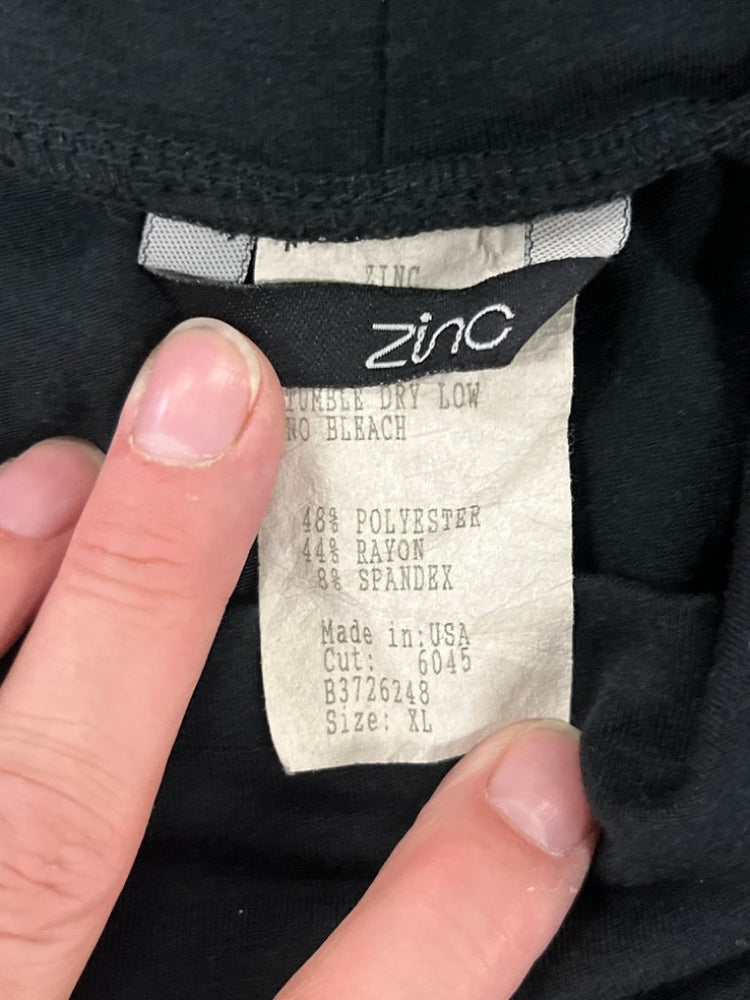 ZINC
zinc
TUMBLE DRY LOW
NO BLEACH
48% POLYESTER
44% RAYON
8% SPANDEX
Made in:USA
Cut: 6045
B3726248
Size: XL